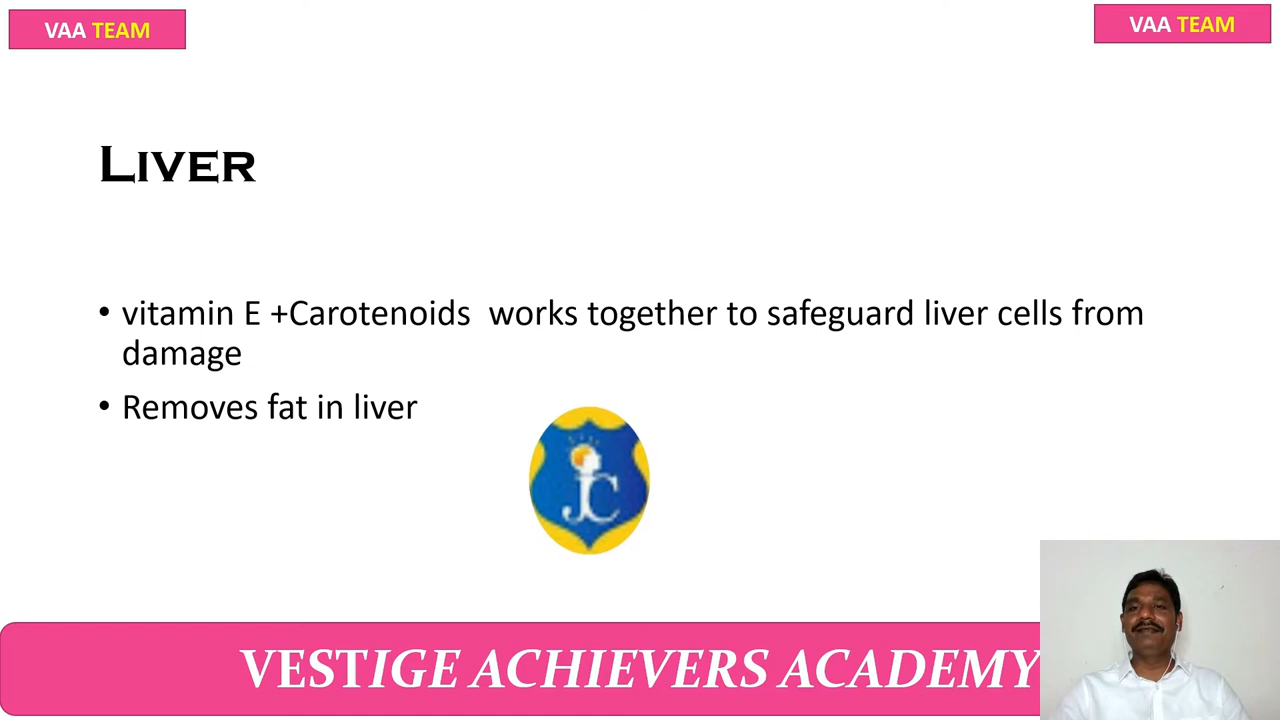 VAA TEAM
VAA TEAM
LIVER
• vitamin E +Carotenoids works together to safeguard liver cells from
damage
• Removes fat in liver
JC
VESTIGE ACHIEVERS ACADEMY